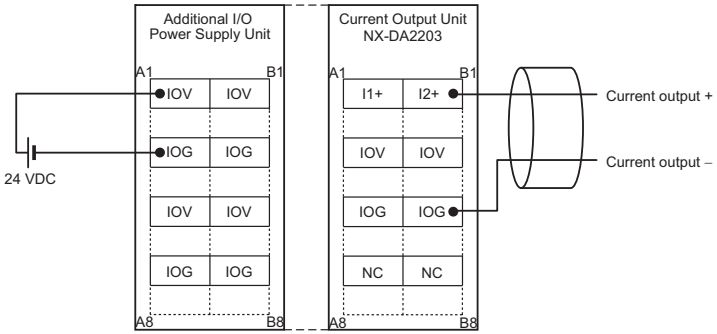 Additional I/O
Power Supply Unit
Current Output Unit
NX-DA2203
A1
B1
A1
B1
IOV
IOV
I1+
I2+
Current output +
IOG
IOG
IOV
IOV
Current output –
24 VDC
IOV
IOV
IOG
IOG
IOG
IOG
NC
NC
A8
B8
A8
B8